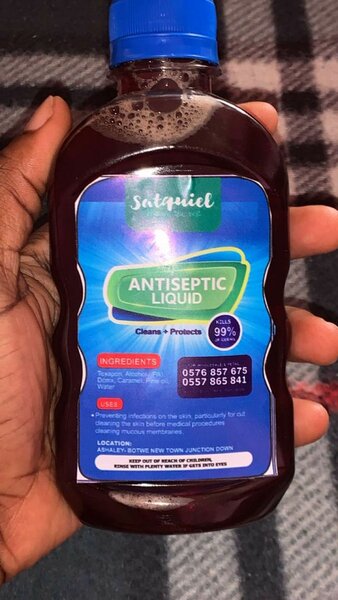 Satquiel
ANTISEPTIC
LIQUID
Cleans + Protects
KILLS
99%
OF GERMS
INGREDIENTS
Texapon, Alcohol, IPA,
Caramel, Pine oil,
Water
0576 857 675
0557 865 841
USES
• Preventing infections on the skin, particularly for cut
cleaning the skin before medical procedures
cleaning mucous membranes
LOCATION:
ASHALEY- BOTWE NEW TOWN JUNCTION DOWN
KEEP OUT OF REACH OF CHILDREN,
RINSE WITH PLENTY WATER IF GETS INTO EYES